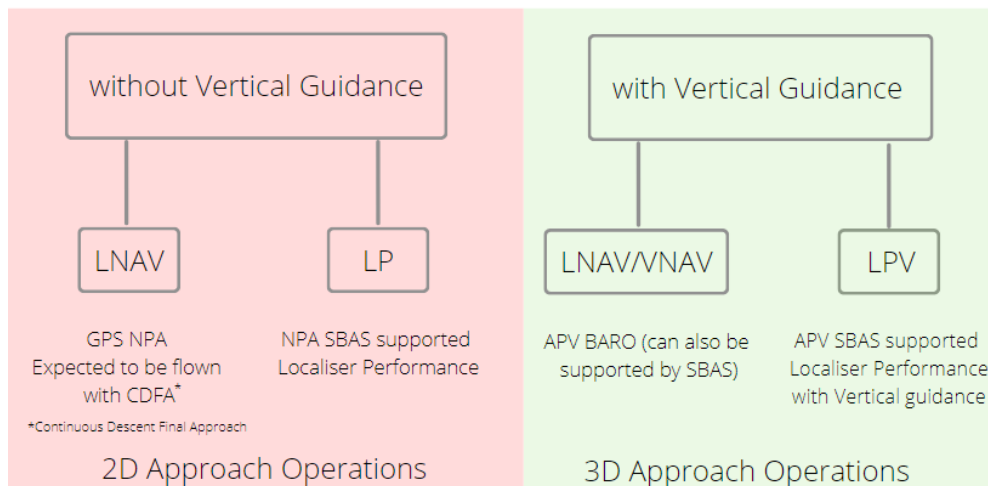 without Vertical Guidance
LNAV
LP
GPS NPA
Expected to be flown
with CDFA*
*Continuous Descent Final Approach
NPA SBAS supported
Localiser Performance
2D Approach Operations
with Vertical Guidance
LNAV/VNAV
LPV
APV BARO (can also be
supported by SBAS)
APV SBAS supported
Localiser Performance
with Vertical guidance
3D Approach Operations